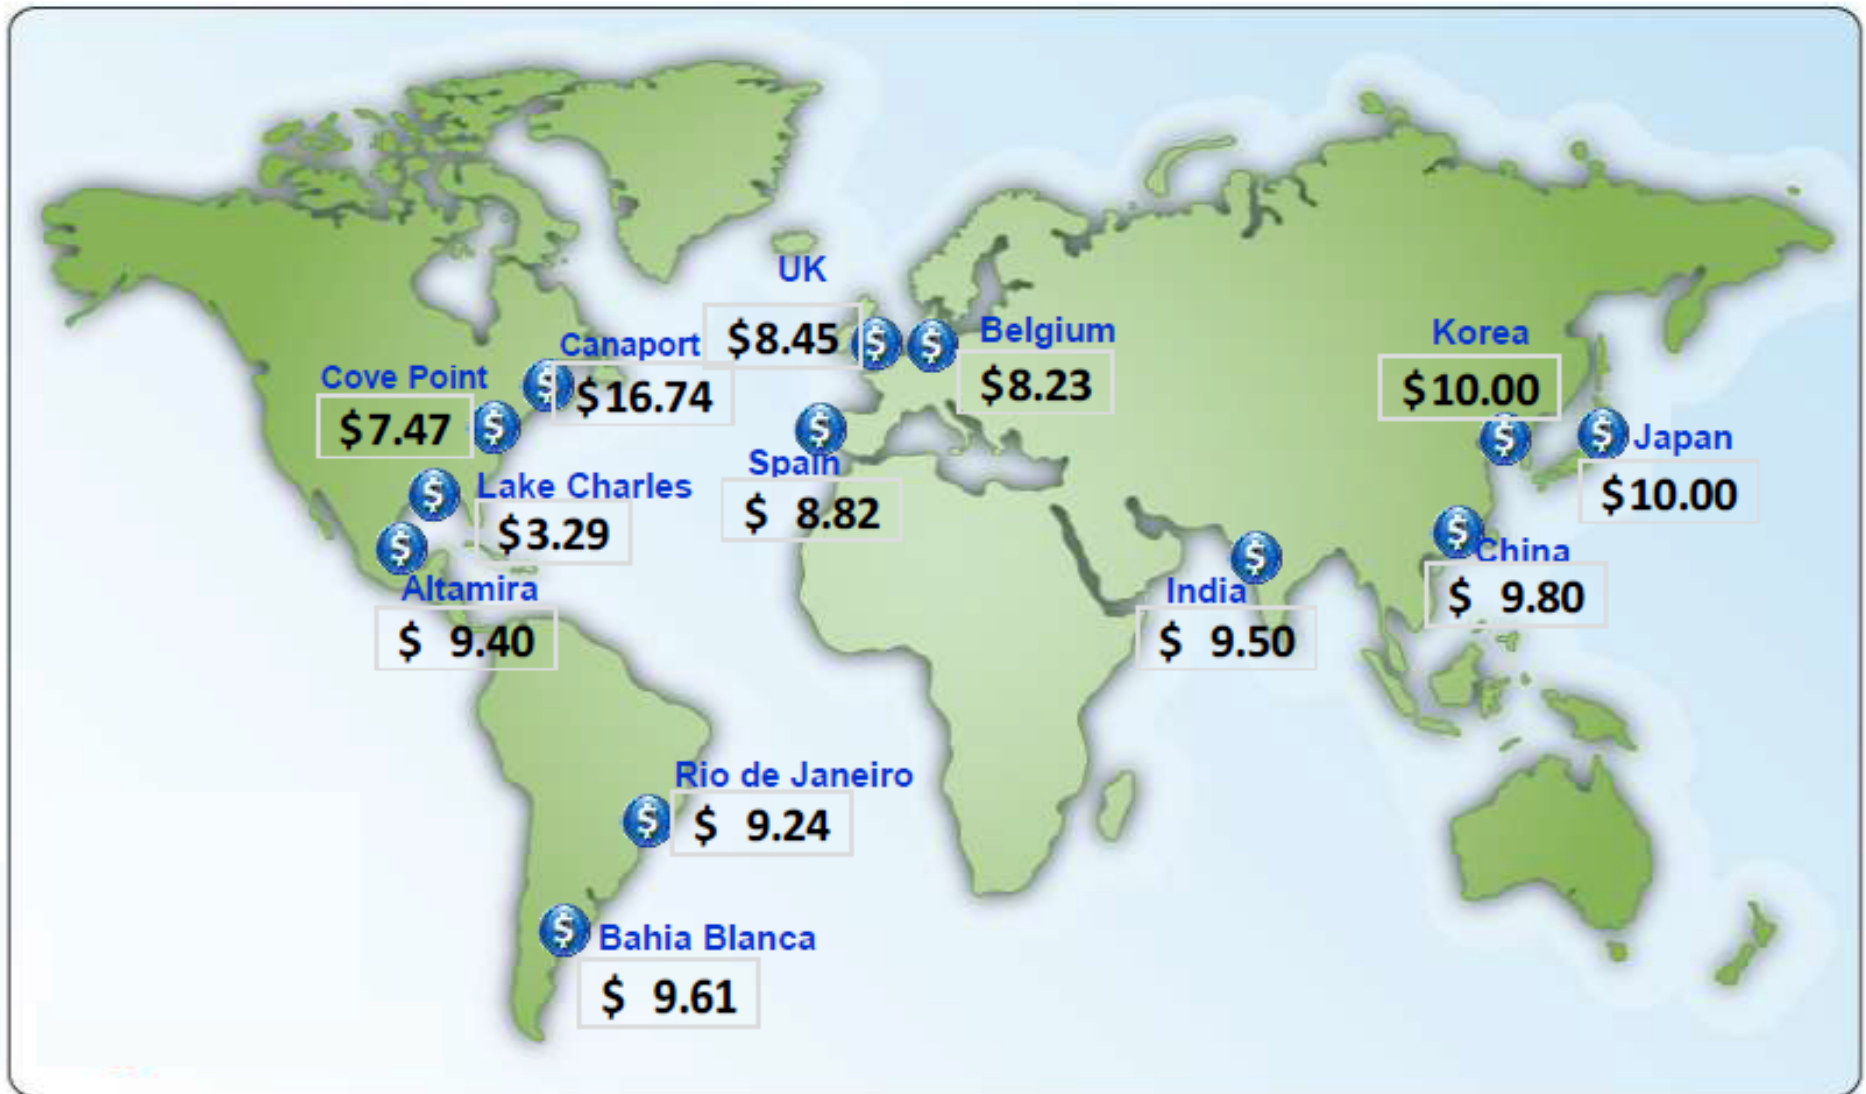 UK
$8.45
Belgium
$8.23
Canaport
$16.74
Cove Point
$7.47
Korea
$10.00
Japan
$10.00
Lake Charles
$3.29
Spain
$ 8.82
China
$ 9.80
Altamira
$ 9.40
India
$ 9.50
Rio de Janeiro
$ 9.24
Bahia Blanca
$ 9.61